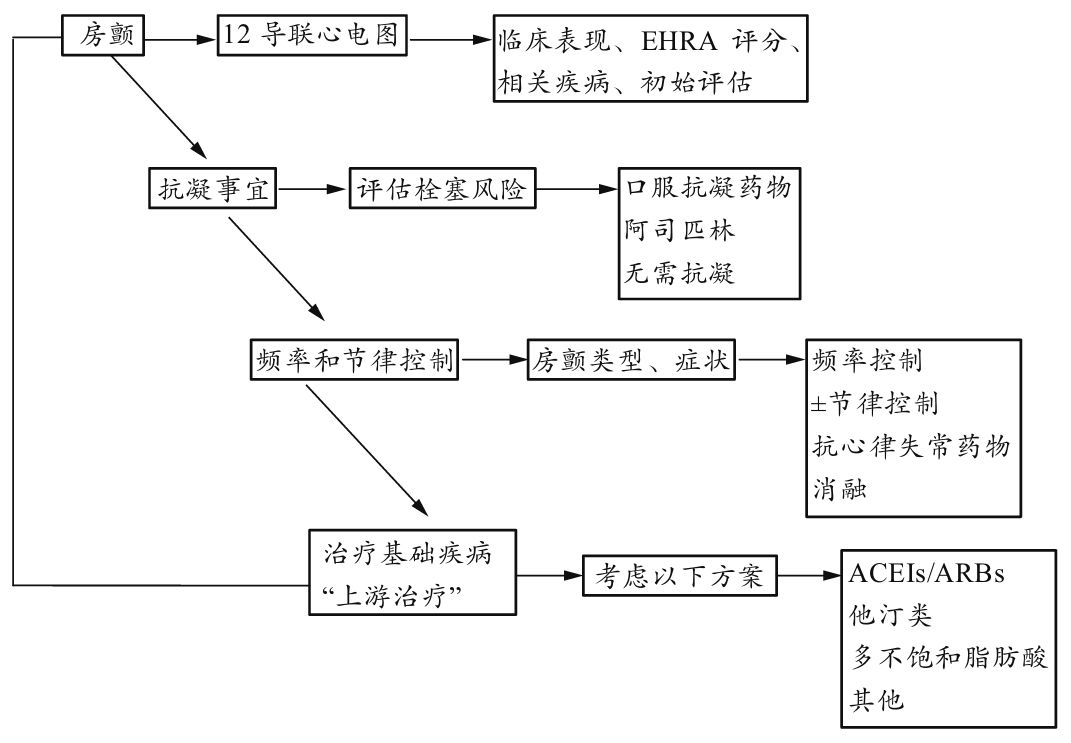 房颤
12 导联心电图
临床表现、EHRA 评分、
相关疾病、初始评估
抗凝事宜
评估栓塞风险
口服抗凝药物
阿司匹林
无需抗凝
频率和节律控制
房颤类型、症状
频率控制
±节律控制
抗心律失常药物
消融
治疗基础疾病
“上游治疗”
考虑以下方案
ACEIs/ARBs
他汀类
多不饱和脂肪酸
其他